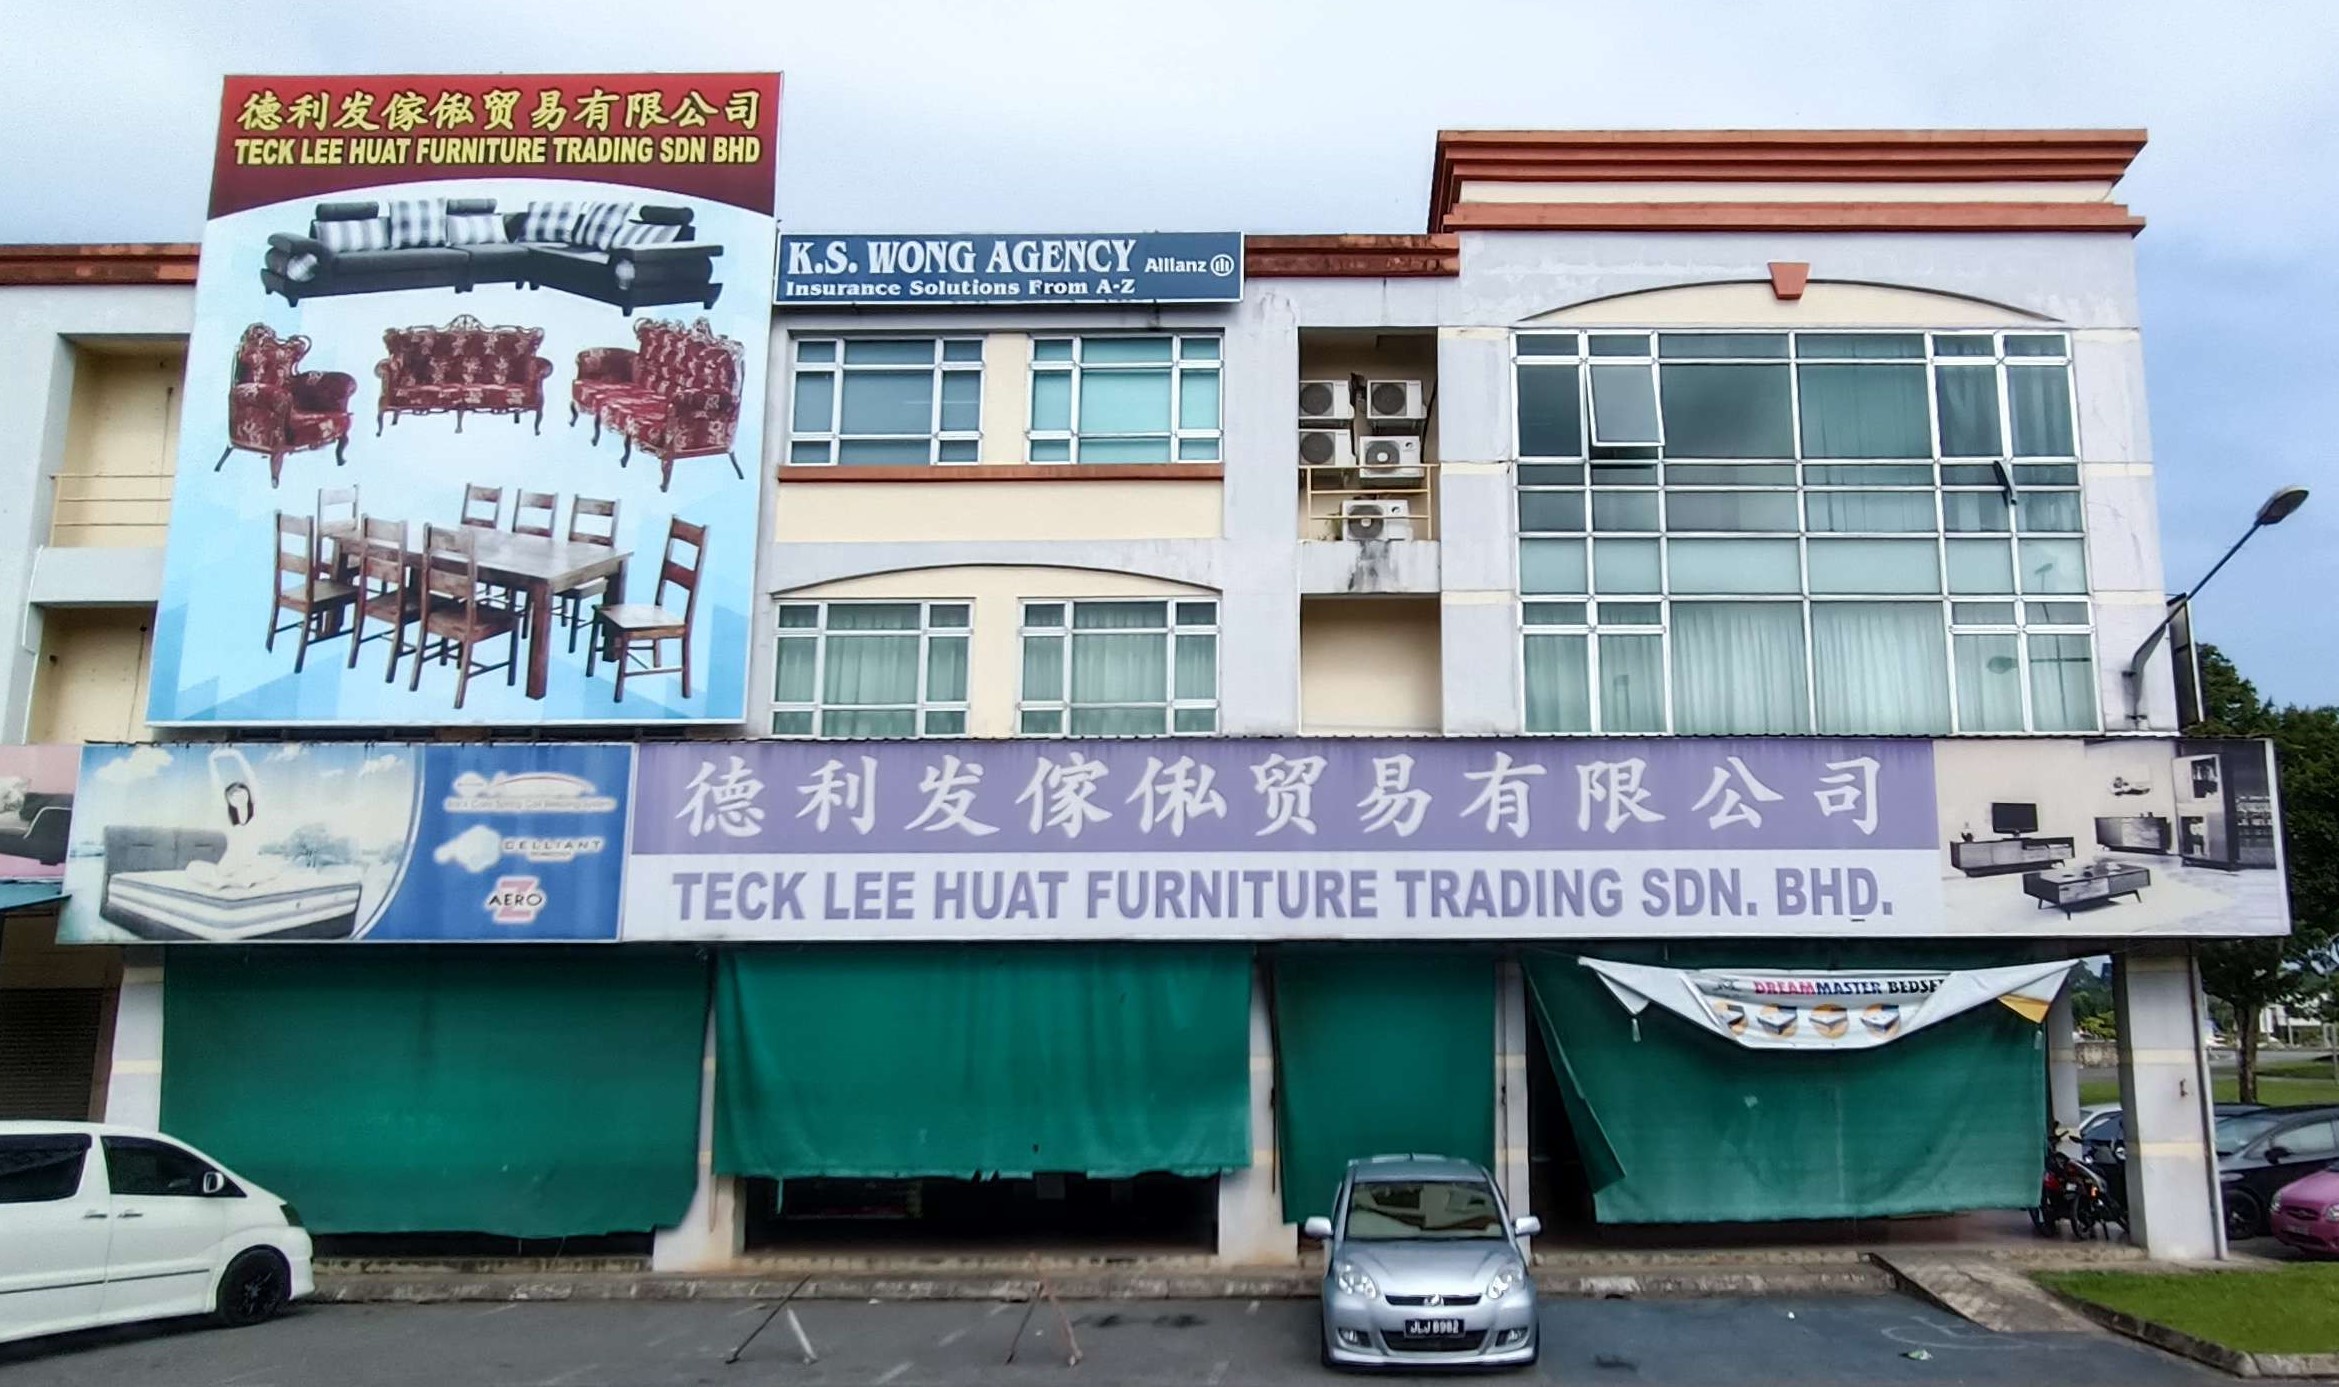 德利发傢俬贸易有限公司
TECK LEE HUAT FURNITURE TRADING SDN BHD
K.S. WONG AGENCY
Allianz
Insurance Solutions From A-Z
CELLIANT
AERO
德利发傢俬贸易有限公司
TECK LEE HUAT FURNITURE TRADING SDN. BHD.
DREAMMASTER
JLJ 8982